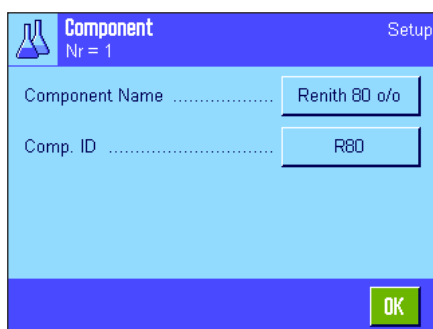 Component Setup
Nr = 1
Component Name .................... Renith 80 o/o
Comp. ID ................................. R80
OK